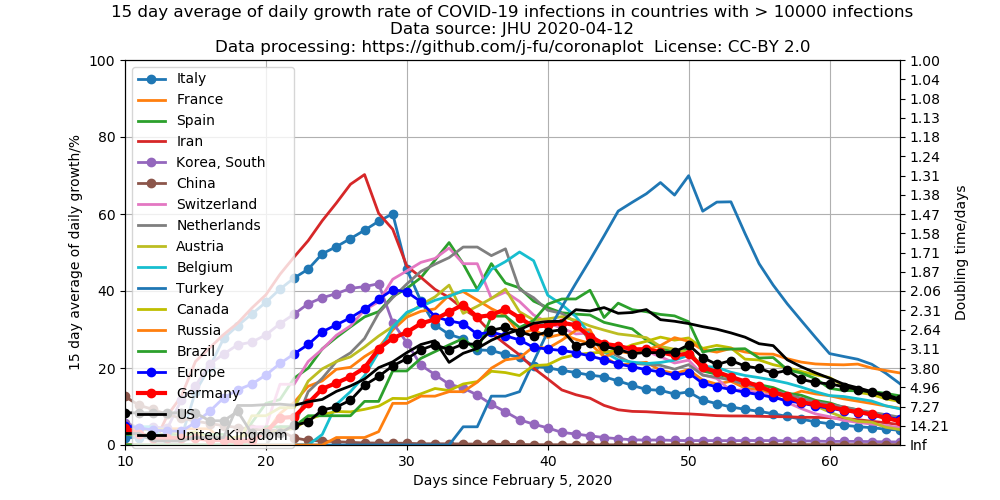 15 day average of daily growth rate of COVID-19 infections in countries with > 10000 infections
Data source: JHU 2020-04-12
Data processing: https://github.com/j-fu/coronaplot License: CC-BY 2.0
15 day average of daily growth/%
100
80
60
40
20
0
Italy
France
Spain
Iran
Korea, South
China
Switzerland
Netherlands
Austria
Belgium
Turkey
Canada
Russia
Brazil
Europe
Germany
US
United Kingdom
1.00
1.04
1.08
1.13
1.18
1.24
1.31
1.38
1.47
1.58
1.71
1.87
2.06
2.31
2.64
3.11
3.80
4.96
7.27
14.21
Inf
Doubling time/days
10
20
30
40
50
60
Days since February 5, 2020